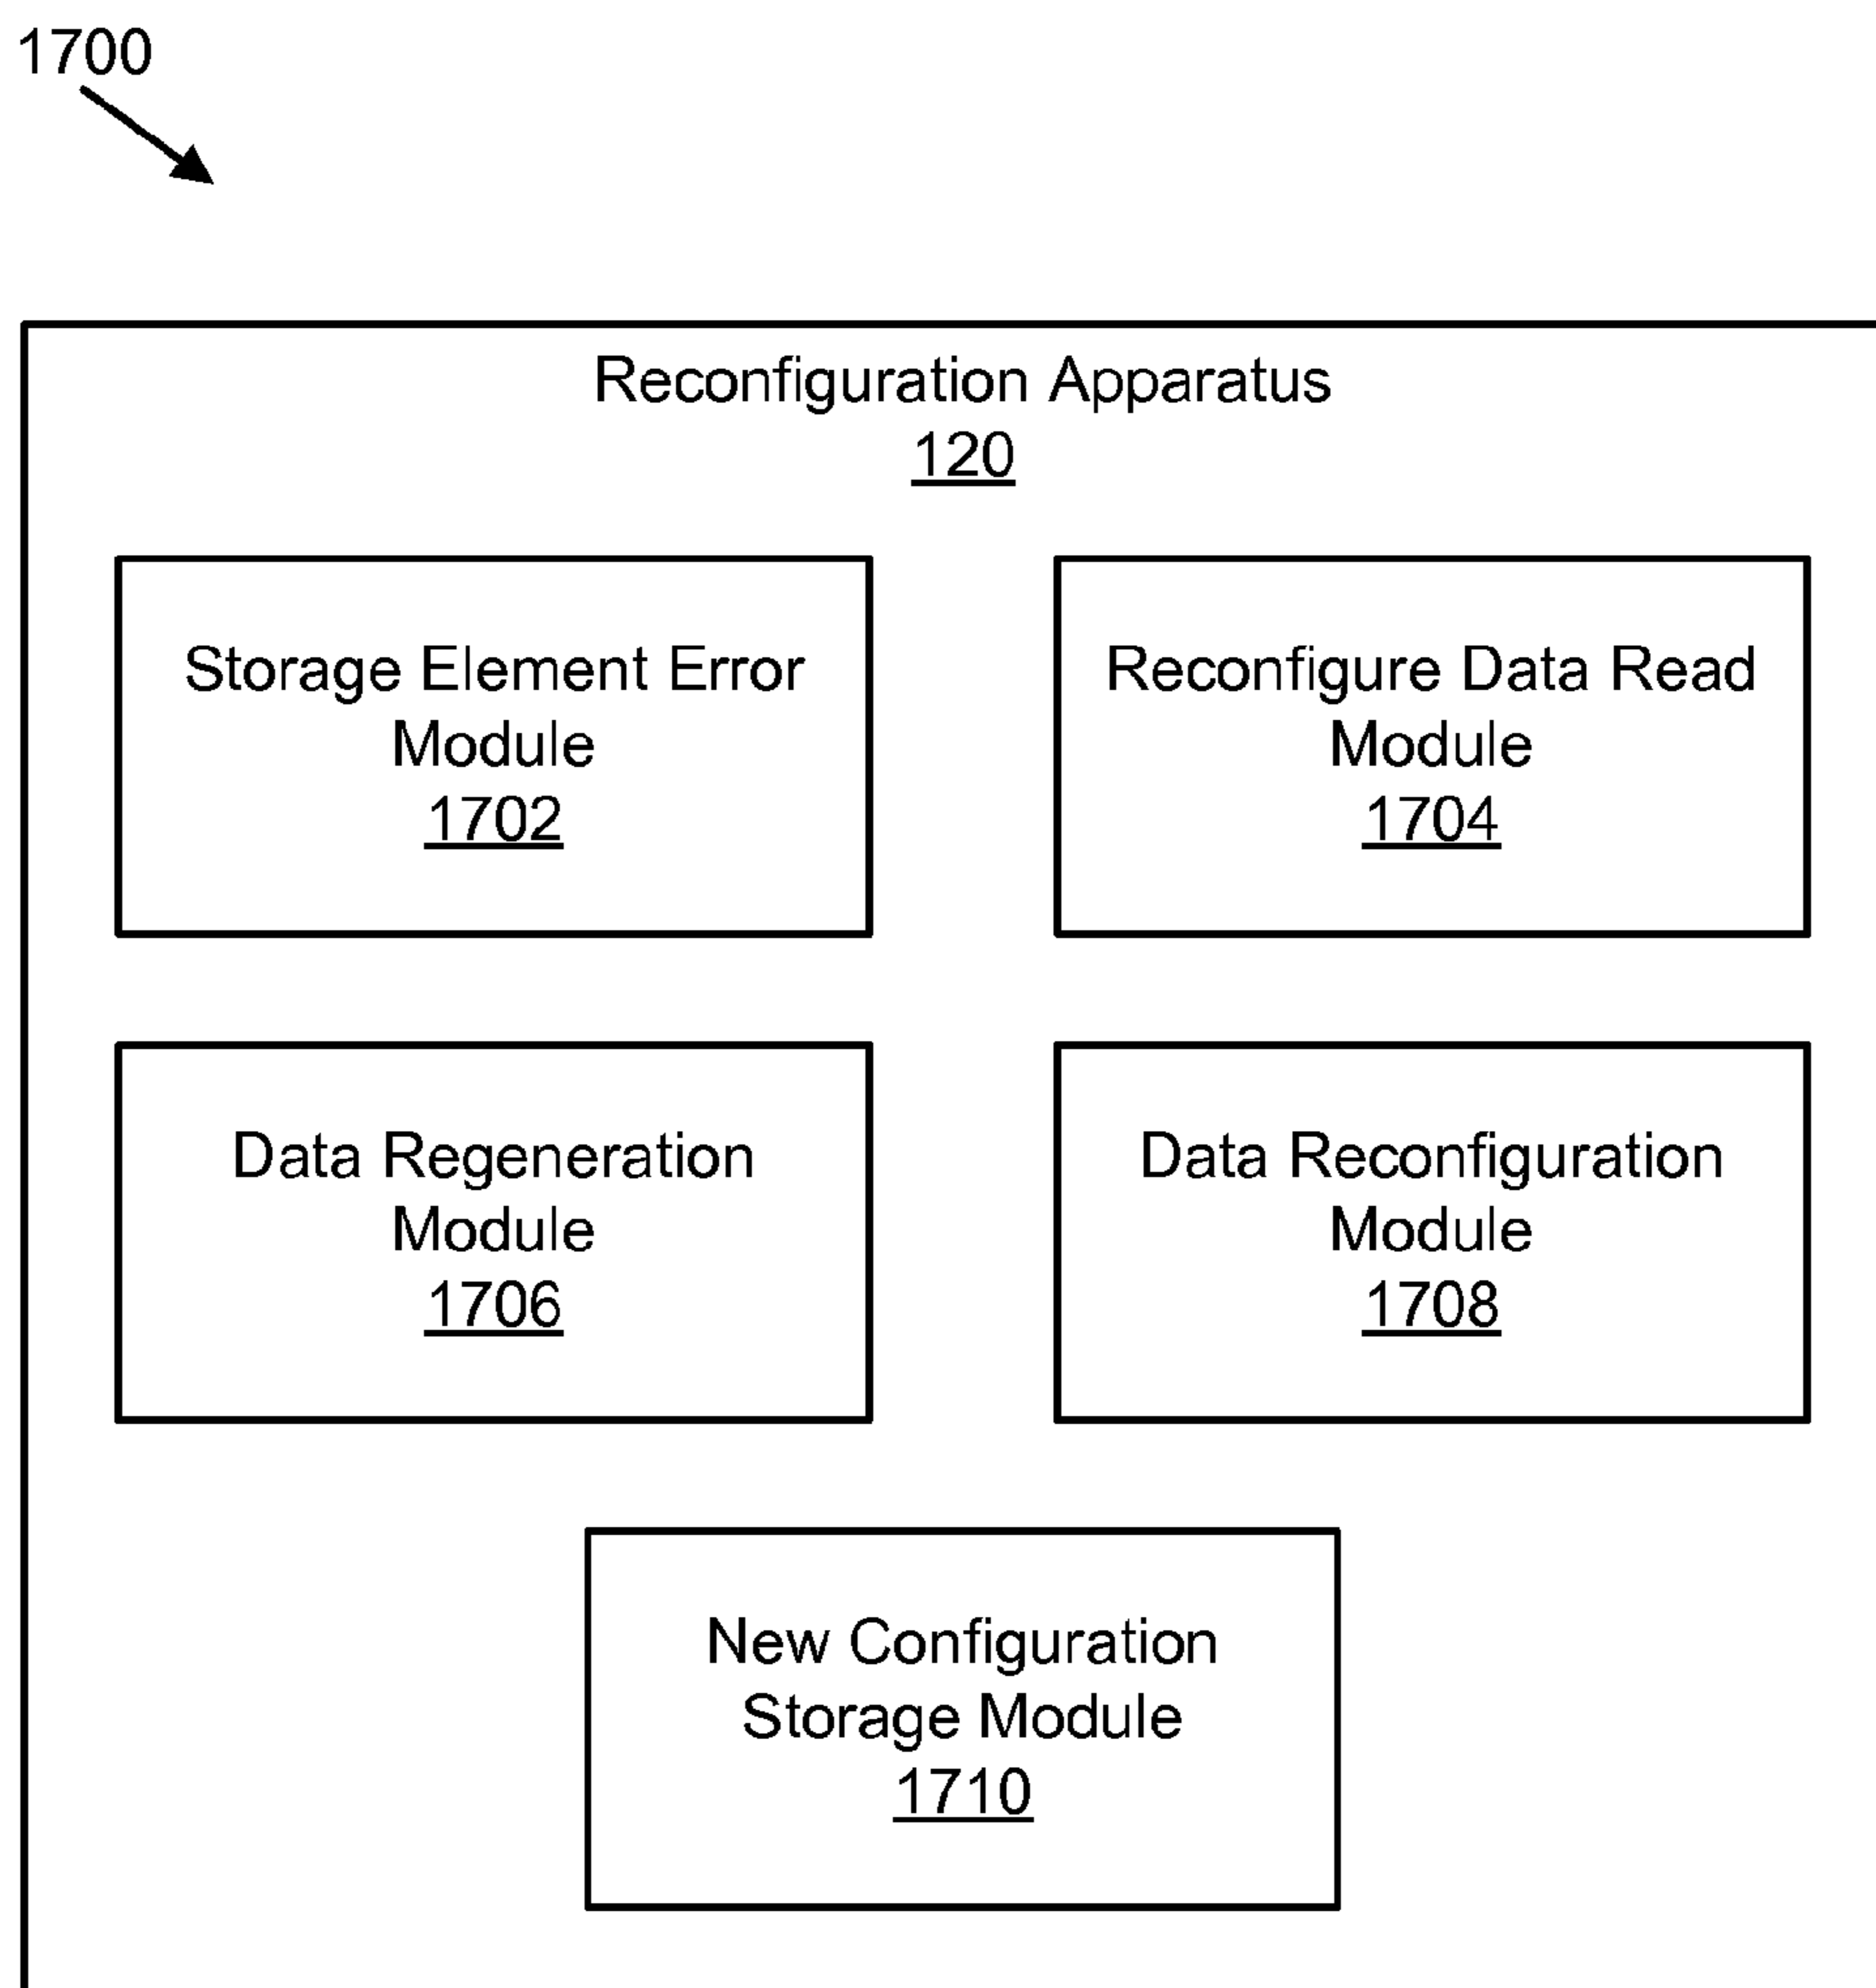 1700
Reconfiguration Apparatus
120
Storage Element Error
Module
1702
Reconfigure Data Read
Module
1704
Data Regeneration
Module
1706
Data Reconfiguration
Module
1708
New Configuration
Storage Module
1710